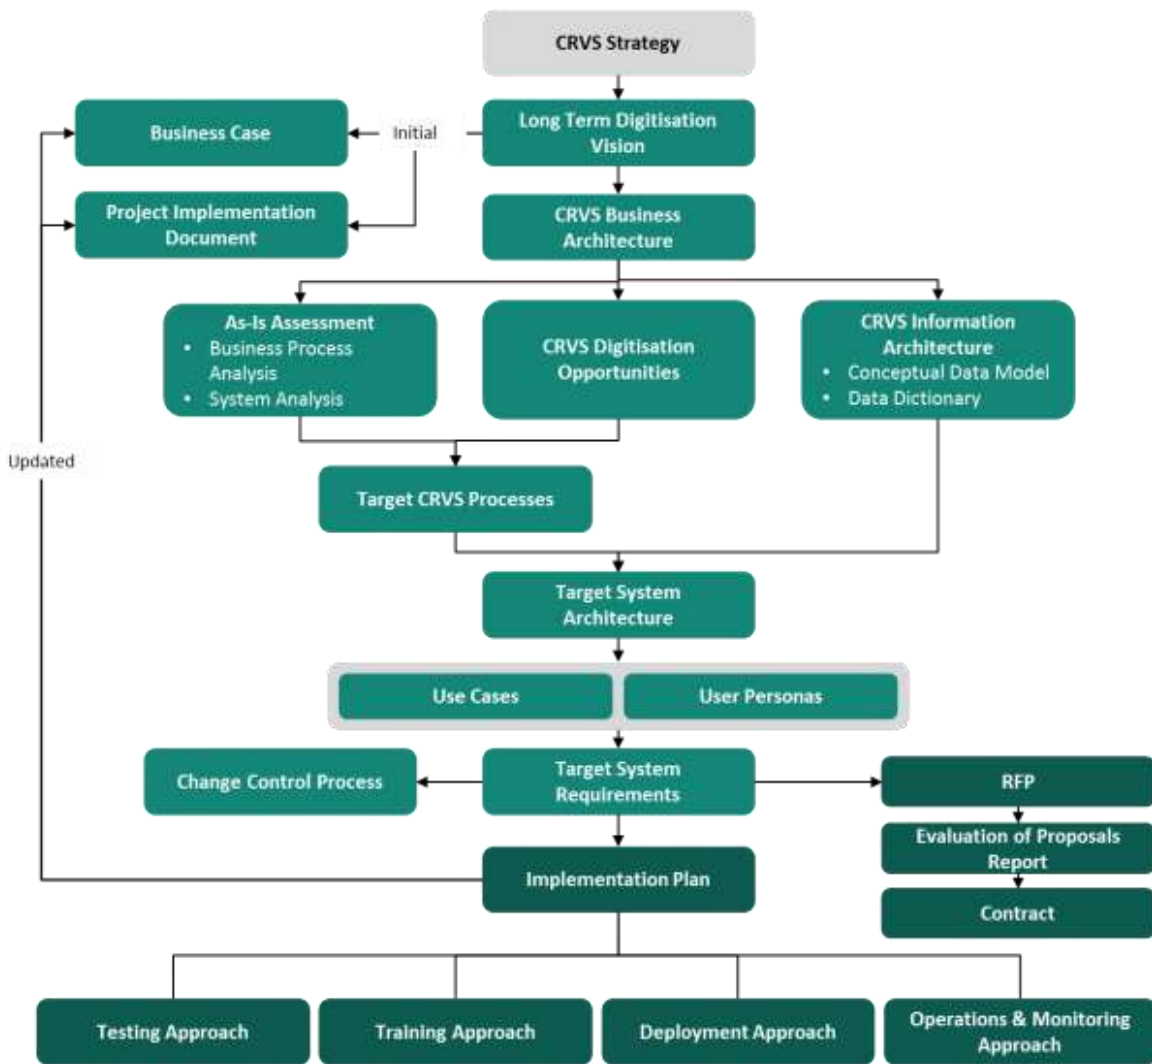 CRVS Strategy
Long Term Digitisation
Vision
Business Case
Initial
Project Implementation
Document
CRVS Business
Architecture
As-Is Assessment
• Business Process
Analysis
• System Analysis
CRVS Digitisation
Opportunities
CRVS Information
Architecture
• Conceptual Data Model
• Data Dictionary
Updated
Target CRVS Processes
Target System
Architecture
Use Cases
User Personas
Change Control Process
Target System
Requirements
RFP
Evaluation of Proposals
Report
Contract
Implementation Plan
Testing Approach
Training Approach
Deployment Approach
Operations & Monitoring
Approach